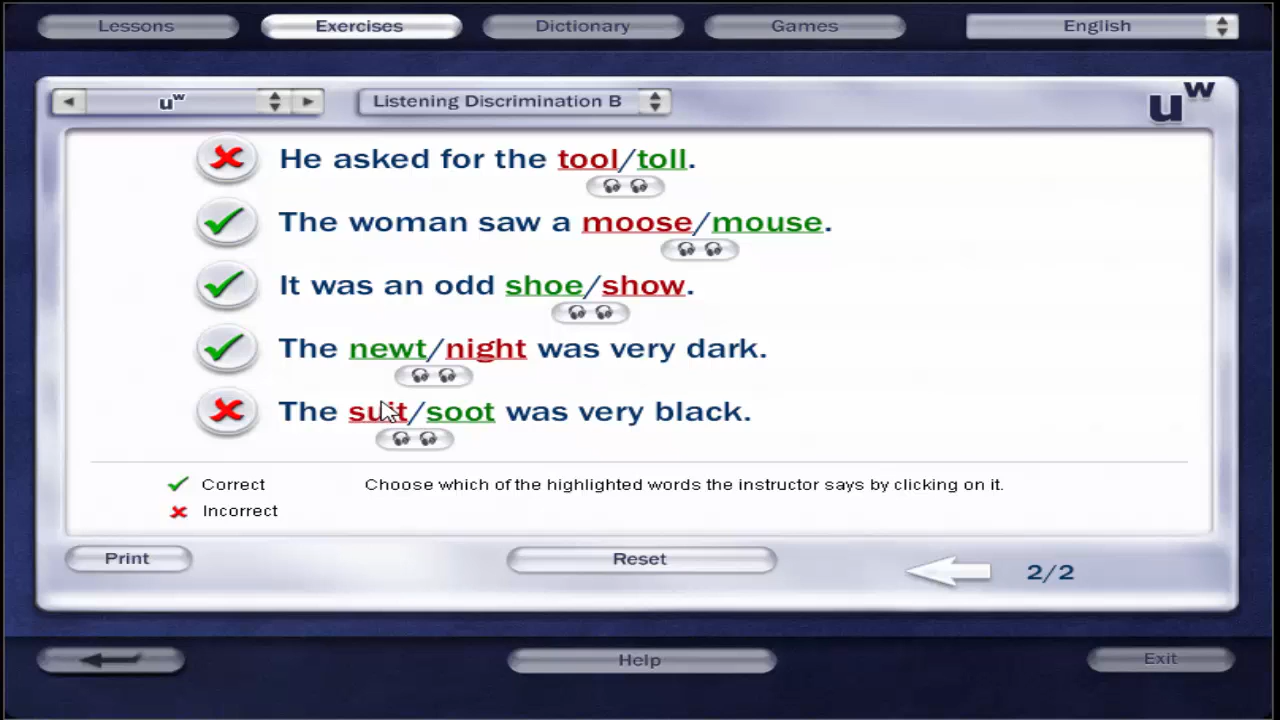 Lessons Exercises Dictionary Games English
uʷ Listening Discrimination B uʷ
He asked for the tool/toll.
The woman saw a moose/mouse.
It was an odd shoe/show.
The newt/night was very dark.
The suit/soot was very black.
Correct Choose which of the highlighted words the instructor says by clicking on it.
Incorrect
Print Reset 2/2
Help Exit